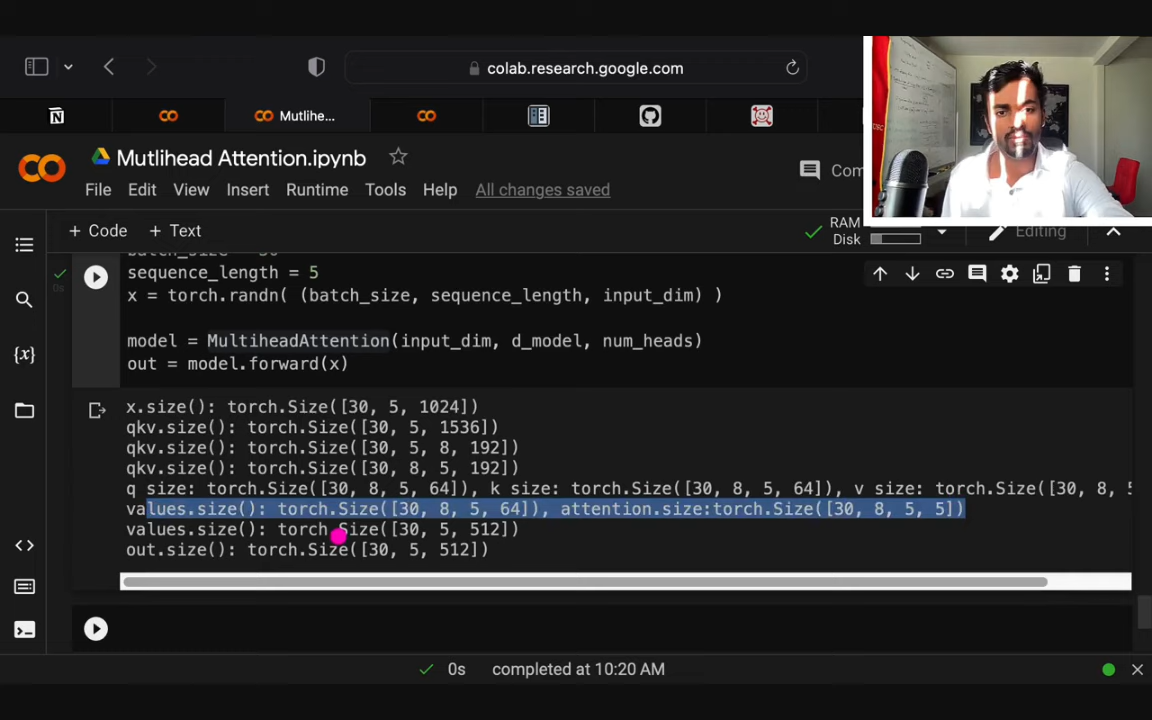 colab.research.google.com
Mutlihe...
Mutlihead Attention.ipynb
File Edit View Insert Runtime Tools Help All changes saved
Com
+ Code + Text
RAM
Disk
Editing
sequence_length = 5
x = torch.randn( (batch_size, sequence_length, input_dim) )
model = MultiheadAttention(input_dim, d_model, num_heads)
out = model.forward(x)
0s
x.size(): torch.Size([30, 5, 1024])
qkv.size(): torch.Size([30, 5, 1536])
qkv.size(): torch.Size([30, 5, 8, 192])
qkv.size(): torch.Size([30, 8, 5, 192])
q size: torch.Size([30, 8, 5, 64]), k size: torch.Size([30, 8, 5, 64]), v size: torch.Size([30, 8, 5
values.size(): torch.Size([30, 8, 5, 64]), attention.size:torch.Size([30, 8, 5, 5])
values.size(): torch.Size([30, 5, 512])
out.size(): torch.Size([30, 5, 512])
0s completed at 10:20 AM